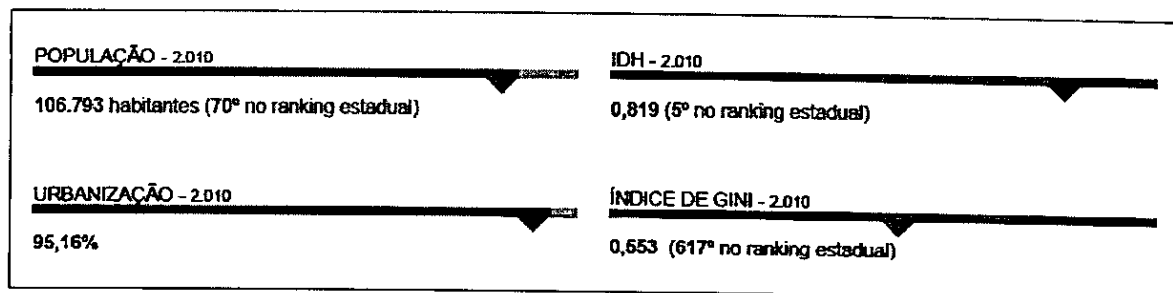 POPULAÇÃO - 2.010
106.793 habitantes (70º no ranking estadual)
IDH - 2.010
0,819 (5º no ranking estadual)
URBANIZAÇÃO - 2.010
95,16%
ÍNDICE DE GINI - 2.010
0,553 (617º no ranking estadual)